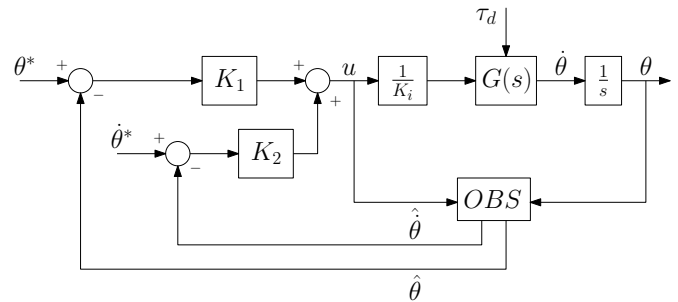 τ_d
θ* + − K_1 + + u 1/K_i G(s) θ̇ 1/s θ
θ̇* + − K_2
OBS
θ̇̂
θ̂